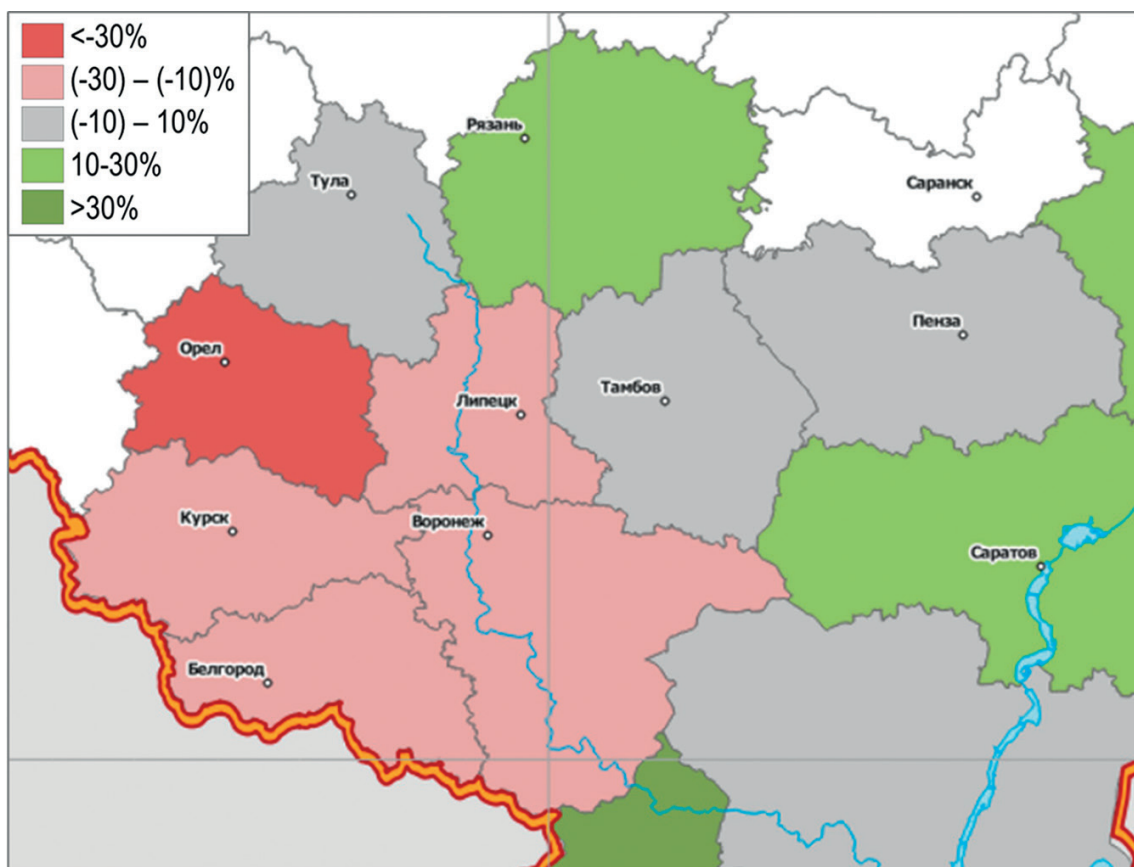 <-30%
(-30) – (-10)%
(-10) – 10%
10-30%
>30%
Рязань
Тула
Саранск
Пенза
Орел
Тамбов
Липецк
Курск
Воронеж
Саратов
Белгород